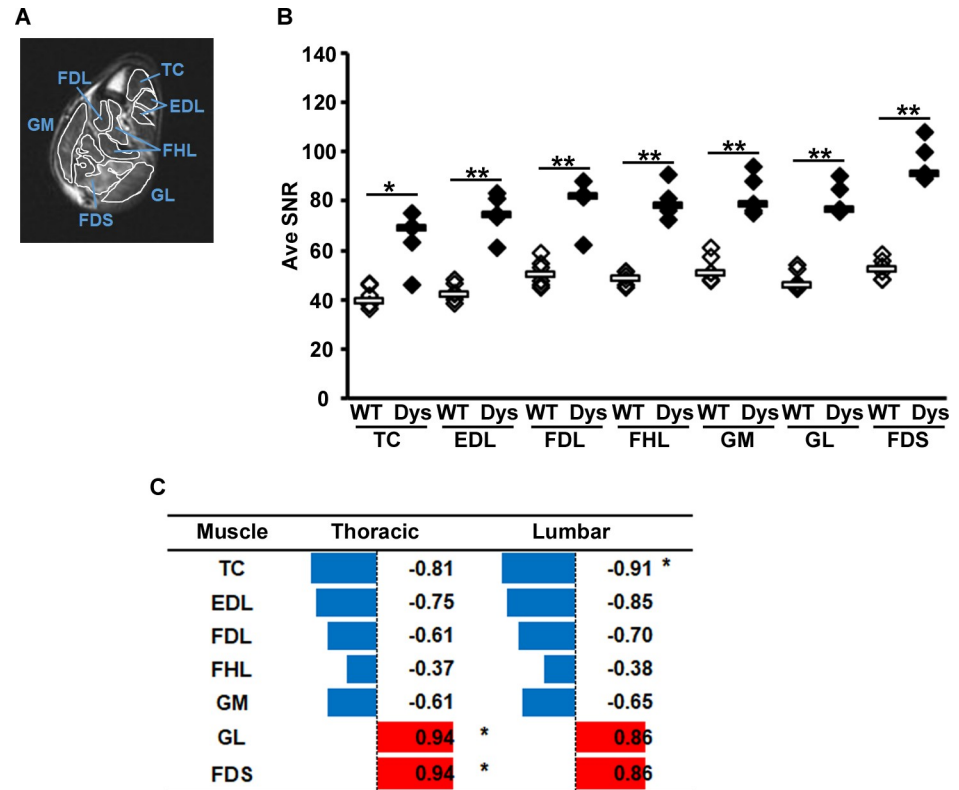 A
TC
FDL
EDL
GM
FHL
GL
FDS
B
Ave SNR
140
120
100
80
60
40
20
0
* ** ** ** ** ** **
WT Dys WT Dys WT Dys WT Dys WT Dys WT Dys WT Dys
TC EDL FDL FHL GM GL FDS
C
Muscle Thoracic Lumbar
TC -0.81 -0.91 *
EDL -0.75 -0.85
FDL -0.61 -0.70
FHL -0.37 -0.38
GM -0.61 -0.65
GL 0.94 * 0.86
FDS 0.94 * 0.86